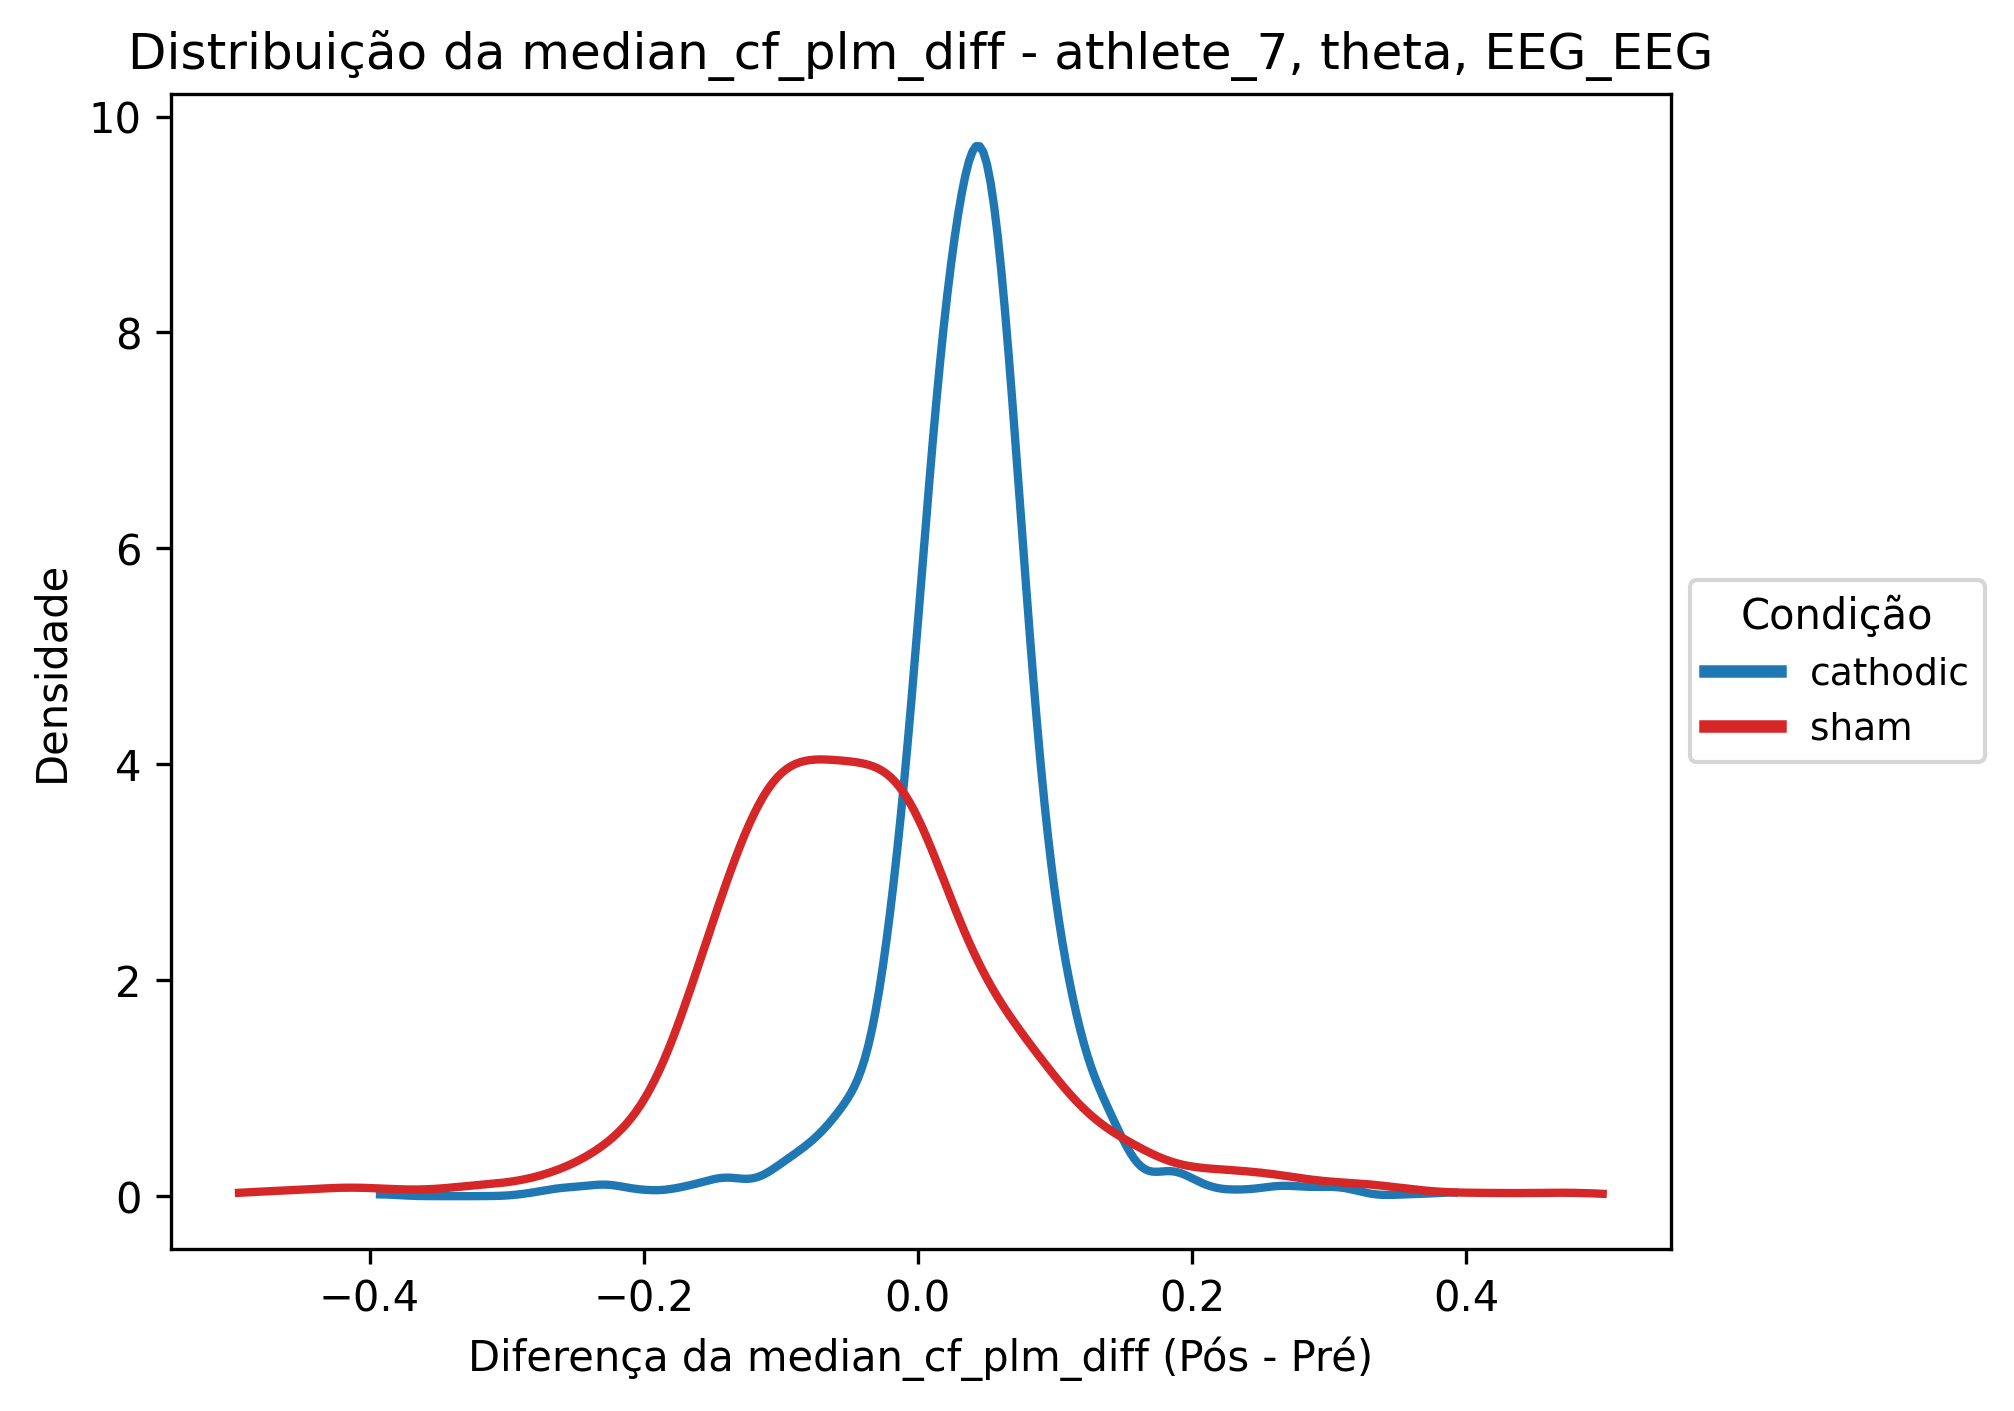 Distribuição da median_cf_plm_diff - athlete_7, theta, EEG_EEG
10
8
6
4
2
0
Densidade
−0.4
−0.2
0.0
0.2
0.4
Diferença da median_cf_plm_diff (Pós - Pré)
Condição
cathodic
sham